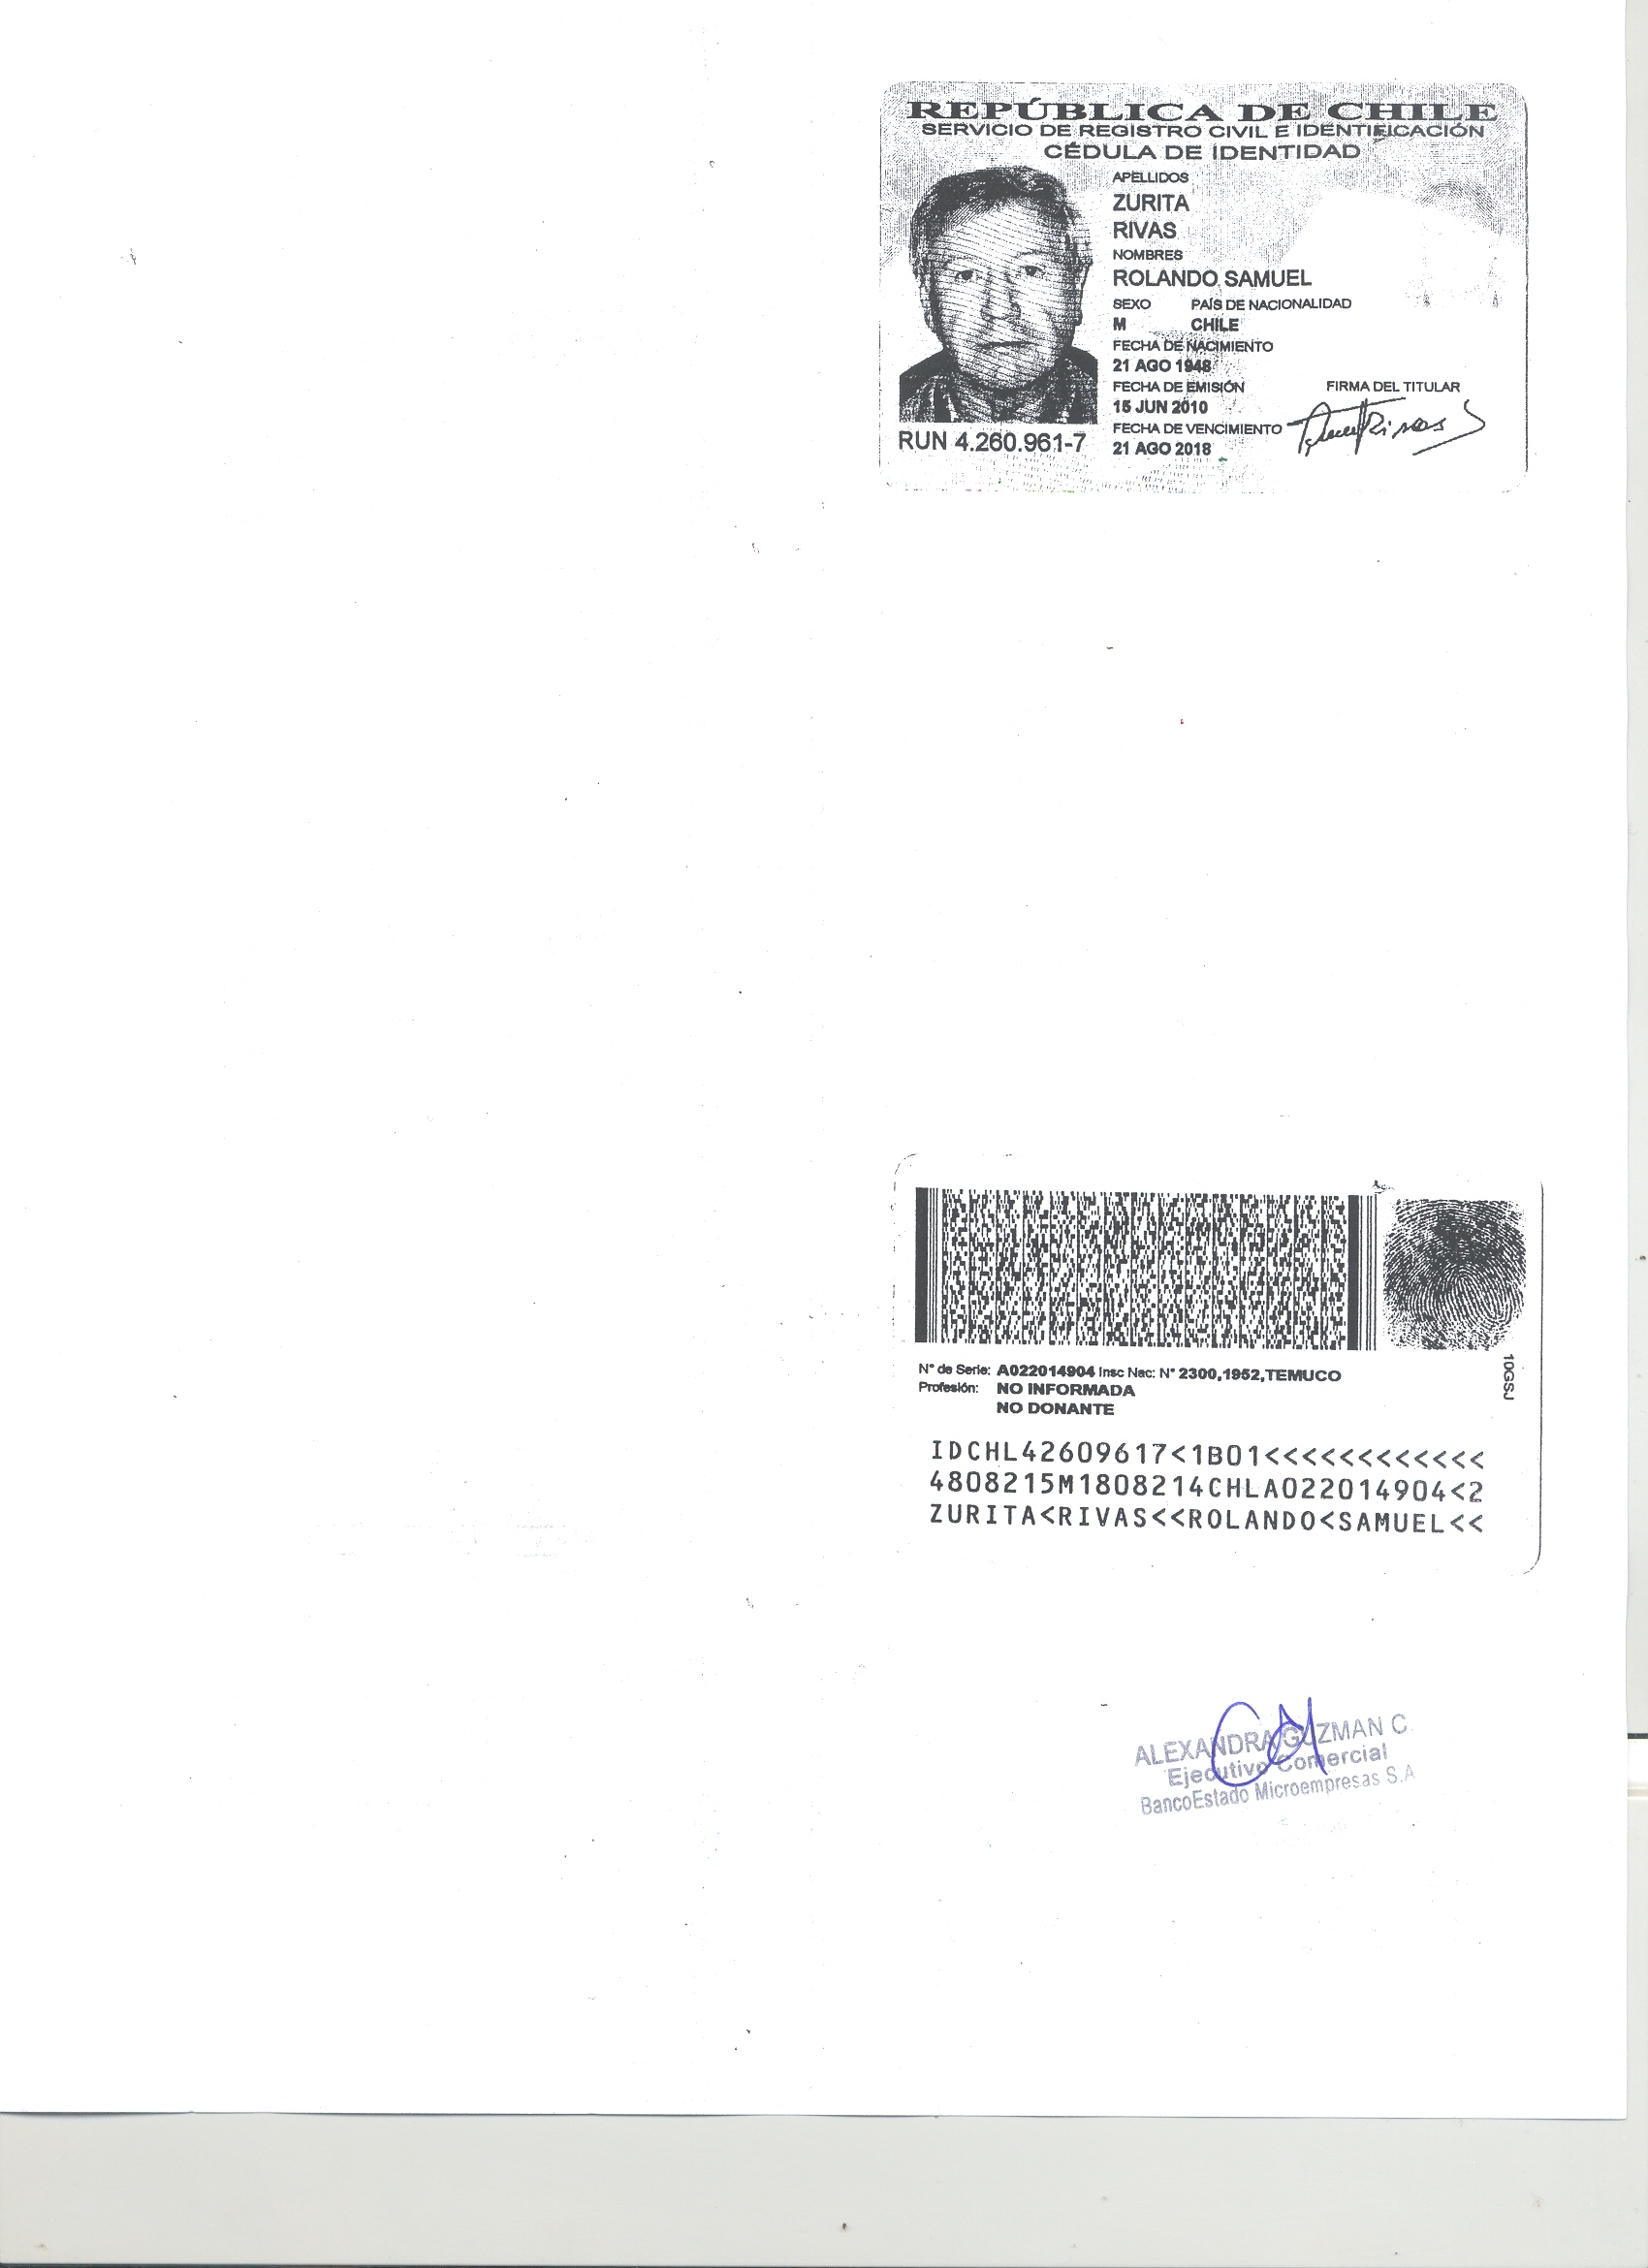 REPÚBLICA DE CHILE
SERVICIO DE REGISTRO CIVIL E IDENTIFICACIÓN
CÉDULA DE IDENTIDAD
APELLIDOS
ZURITA
RIVAS
NOMBRES
ROLANDO SAMUEL
SEXO PAÍS DE NACIONALIDAD
M CHILE
FECHA DE NACIMIENTO
21 AGO 1948
FECHA DE EMISIÓN FIRMA DEL TITULAR
15 JUN 2010
FECHA DE VENCIMIENTO
21 AGO 2018
RUN 4.260.961-7
N° de Serie: A022014904 Insc Nac: N° 2300,1952,TEMUCO
Profesión: NO INFORMADA
NO DONANTE
10GSJ
IDCHL42609617<1B01<<<<<<<<<<<<
4808215M1808214CHLA022014904<2
ZURITA<RIVAS<<ROLANDO<SAMUEL<<
ALEXANDRA GUZMAN C.
Ejecutivo Comercial
BancoEstado Microempresas S.A